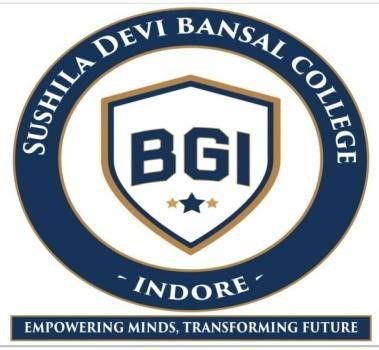 SUSHILA DEVI BANSAL COLLEGE
BGI
- INDORE -
EMPOWERING MINDS, TRANSFORMING FUTURE